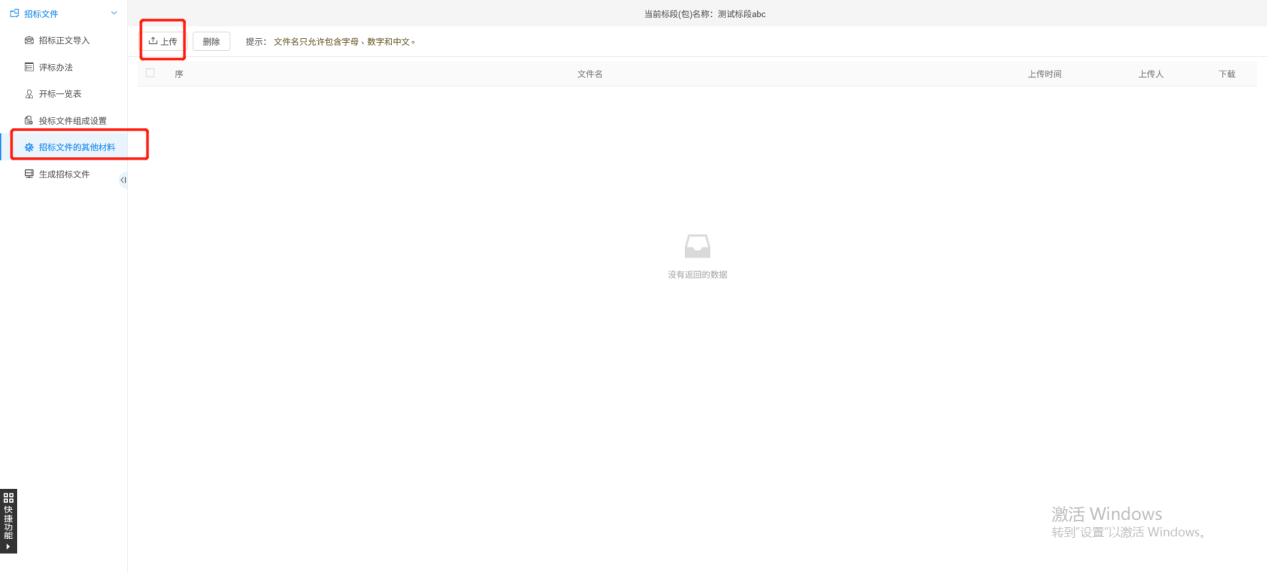 招标文件
当前标段(包)名称：测试标段abc
招标正文导入
上传
删除
提示：
文件名只允许包含字母、数字和中文。
评标办法
序
文件名
上传时间
上传人
下载
开标一览表
投标文件组成设置
招标文件的其他材料
生成招标文件
没有返回的数据
快捷功能
激活 Windows
转到"设置"以激活 Windows。